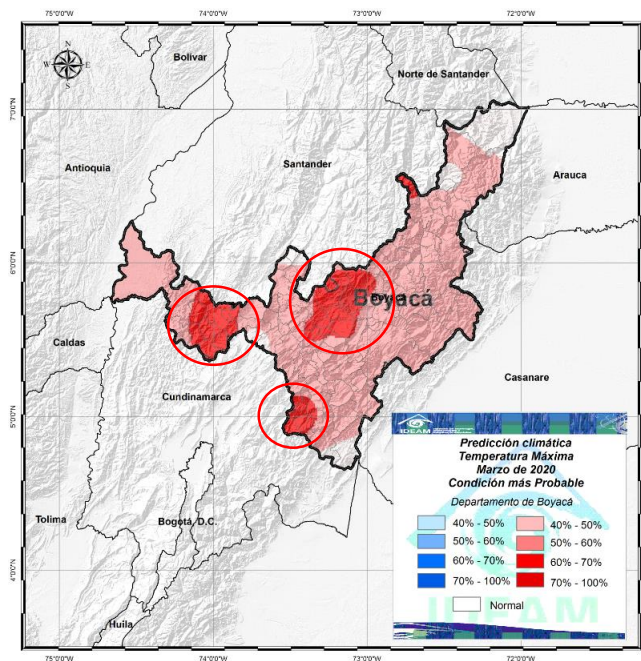 75°0'0"W 74°0'0"W 73°0'0"W 72°0'0"W
N
W E
S
Bolivar
Norte de Santander
7°0'0"N
Antioquia
Santander
Arauca
6°0'0"N
Boyacá
Caldas
Cundinamarca
Casanare
5°0'0"N
IDEAM
Predicción climática
Temperatura Máxima
Marzo de 2020
Condición más Probable
Departamento de Boyacá
40% - 50% 40% - 50%
50% - 60% 50% - 60%
60% - 70% 60% - 70%
70% - 100% 70% - 100%
Normal
IDEAM
Tolima
Bogotá, D.C.
4°0'0"N
Huila
75°0'0"W 74°0'0"W 73°0'0"W 72°0'0"W